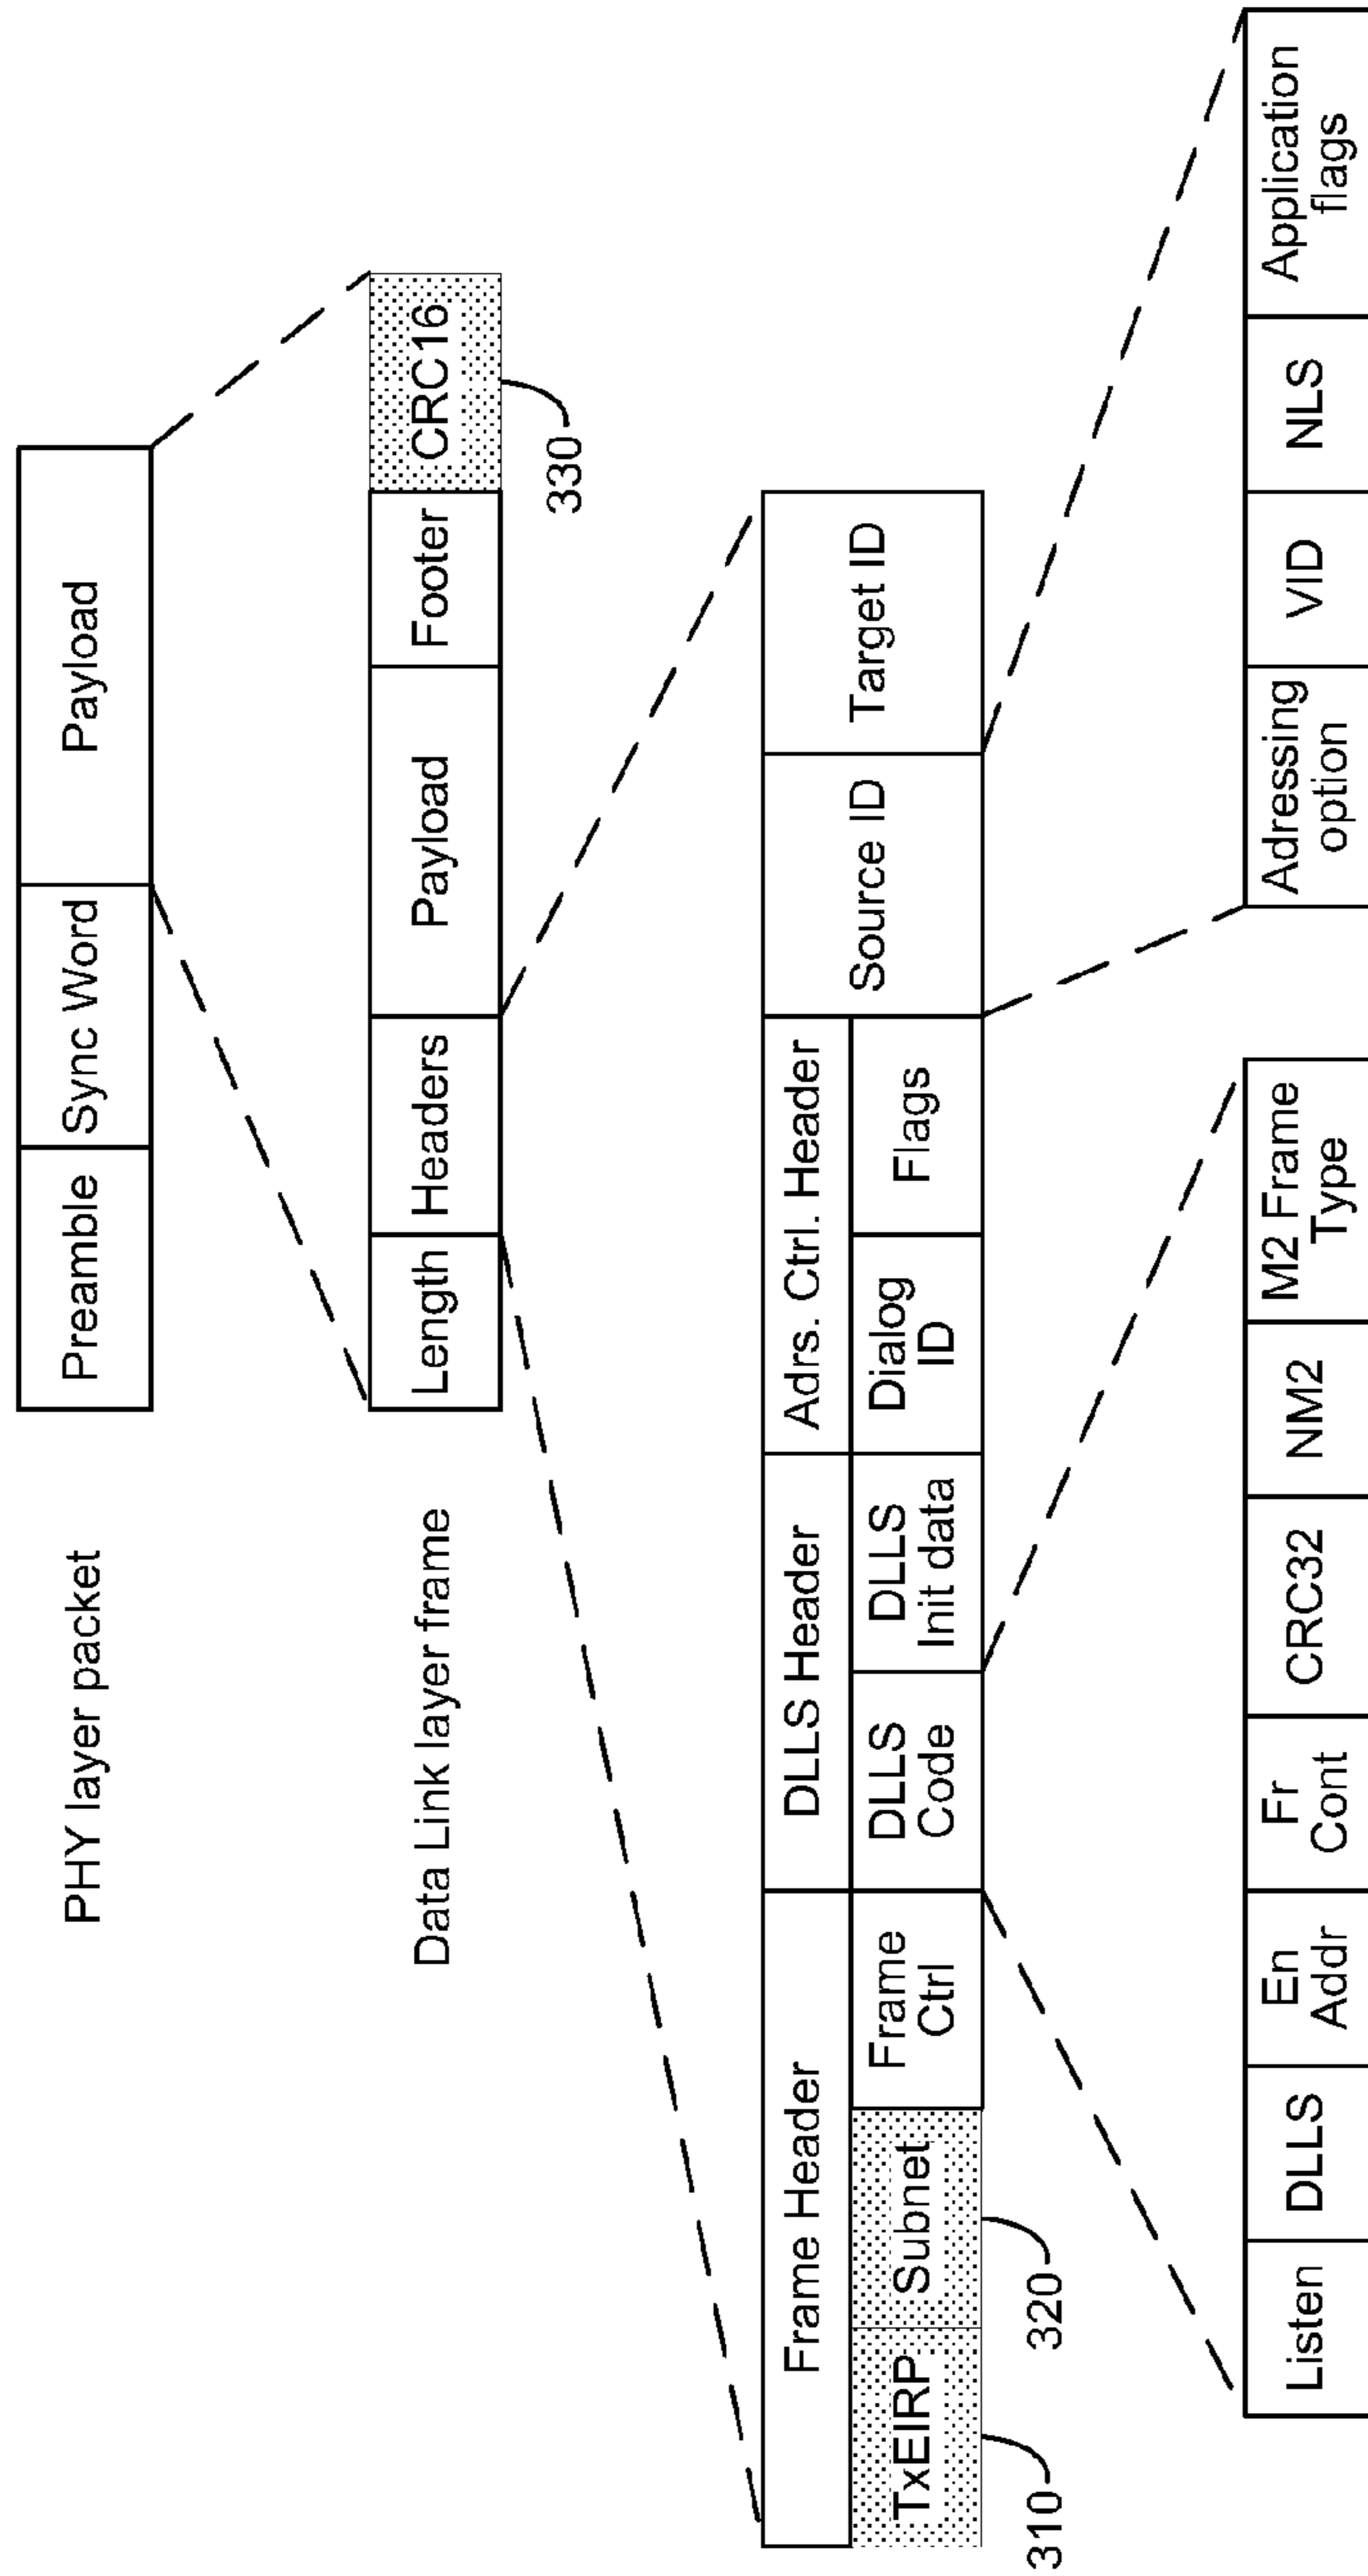 PHY layer packet
Preamble
Sync Word
Payload
Data Link layer frame
Length
Headers
Payload
Footer
CRC16
330
Frame Header
DLLS Header
Adrs. Ctrl. Header
Source ID
Target ID
TxEIRP
Subnet
Frame
Ctrl
DLLS
Code
DLLS
Init data
Dialog
ID
Flags
310
320
Listen
DLLS
En
Addr
Fr
Cont
CRC32
NM2
M2 Frame
Type
Adressing
option
VID
NLS
Application
flags